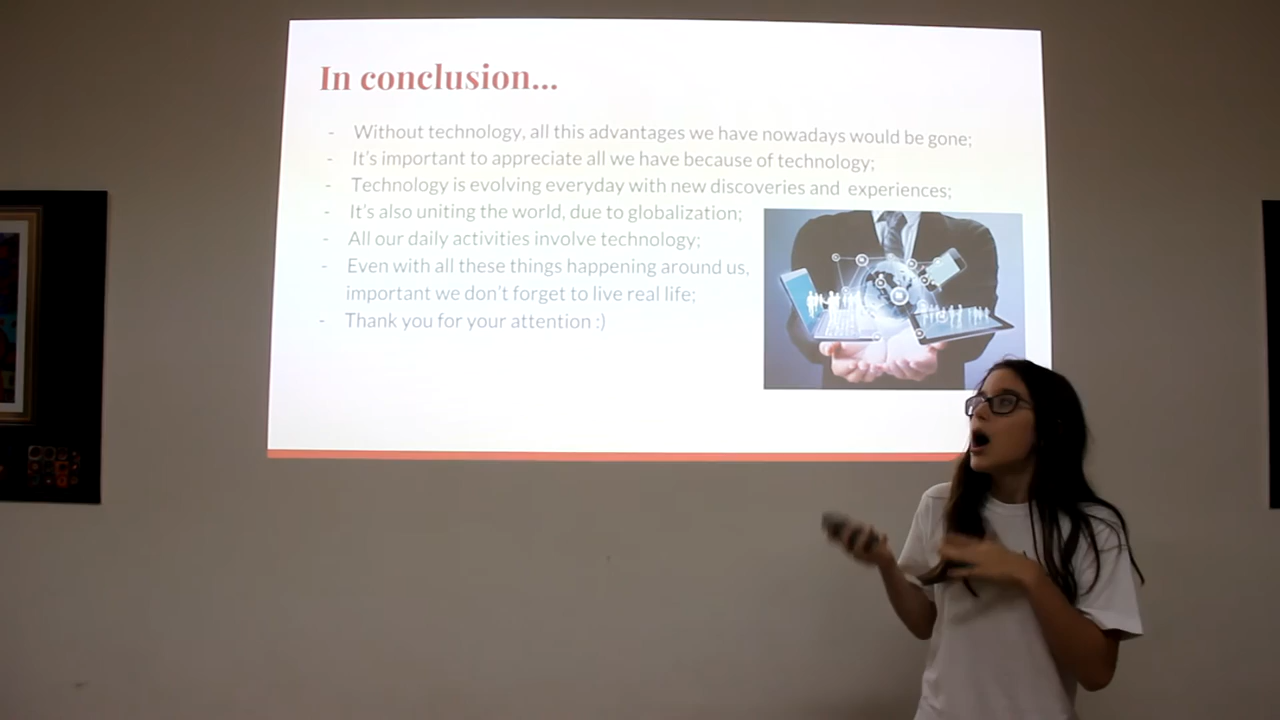 In conclusion...
- Without technology, all this advantages we have nowadays would be gone;
- It's important to appreciate all we have because of technology;
- Technology is evolving everyday with new discoveries and experiences;
- It's also uniting the world, due to globalization;
- All our daily activities involve technology;
- Even with all these things happening around us,
important we don't forget to live real life;
- Thank you for your attention :)